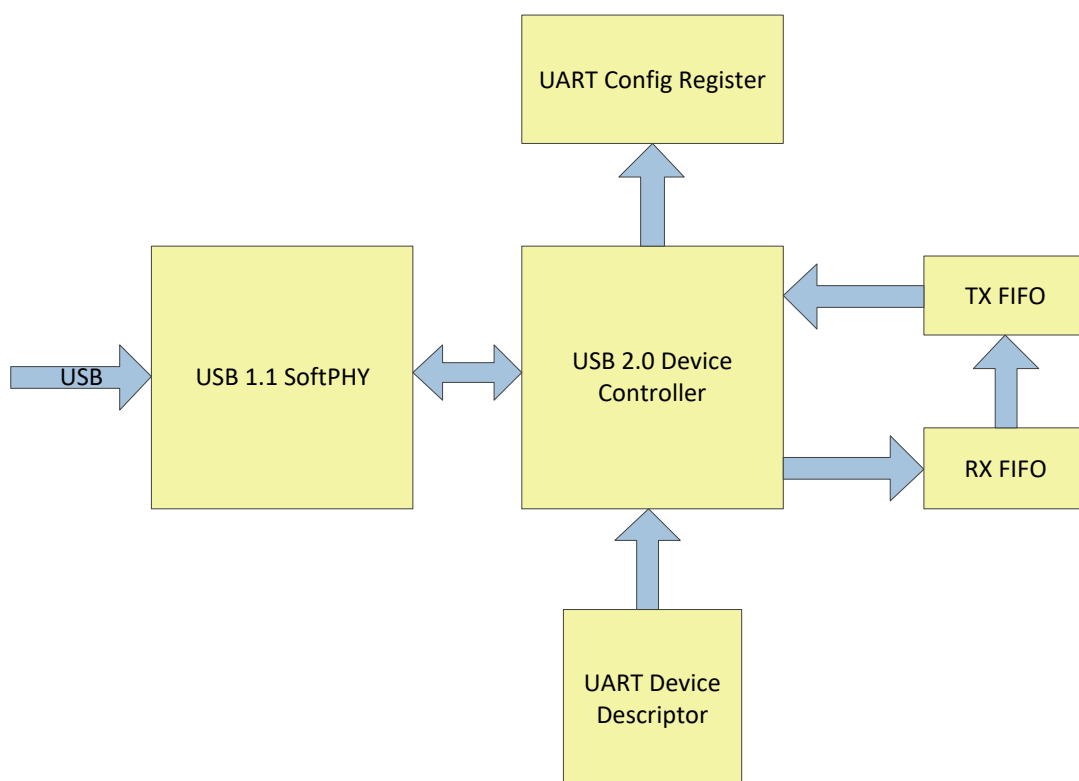 UART Config Register
TX FIFO
USB
USB 1.1 SoftPHY
USB 2.0 Device
Controller
RX FIFO
UART Device
Descriptor